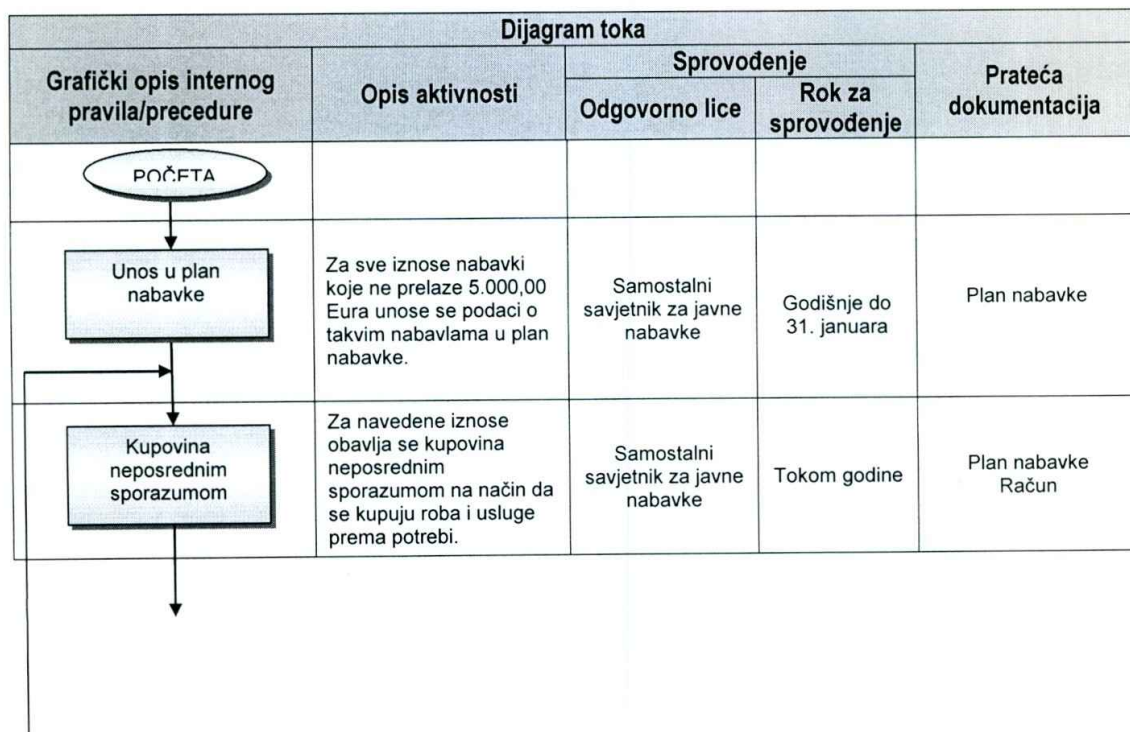 Dijagram toka
Grafički opis internog
pravila/precedure
Opis aktivnosti
Sprovođenje
Odgovorno lice
Rok za
sprovođenje
Prateća
dokumentacija
POČETA
Unos u plan
nabavke
Za sve iznose nabavki
koje ne prelaze 5.000,00
Eura unose se podaci o
takvim nabavlama u plan
nabavke.
Samostalni
savjetnik za javne
nabavke
Godišnje do
31. januara
Plan nabavke
Kupovina
neposrednim
sporazumom
Za navedene iznose
obavlja se kupovina
neposrednim
sporazumom na način da
se kupuju roba i usluge
prema potrebi.
Samostalni
savjetnik za javne
nabavke
Tokom godine
Plan nabavke
Račun